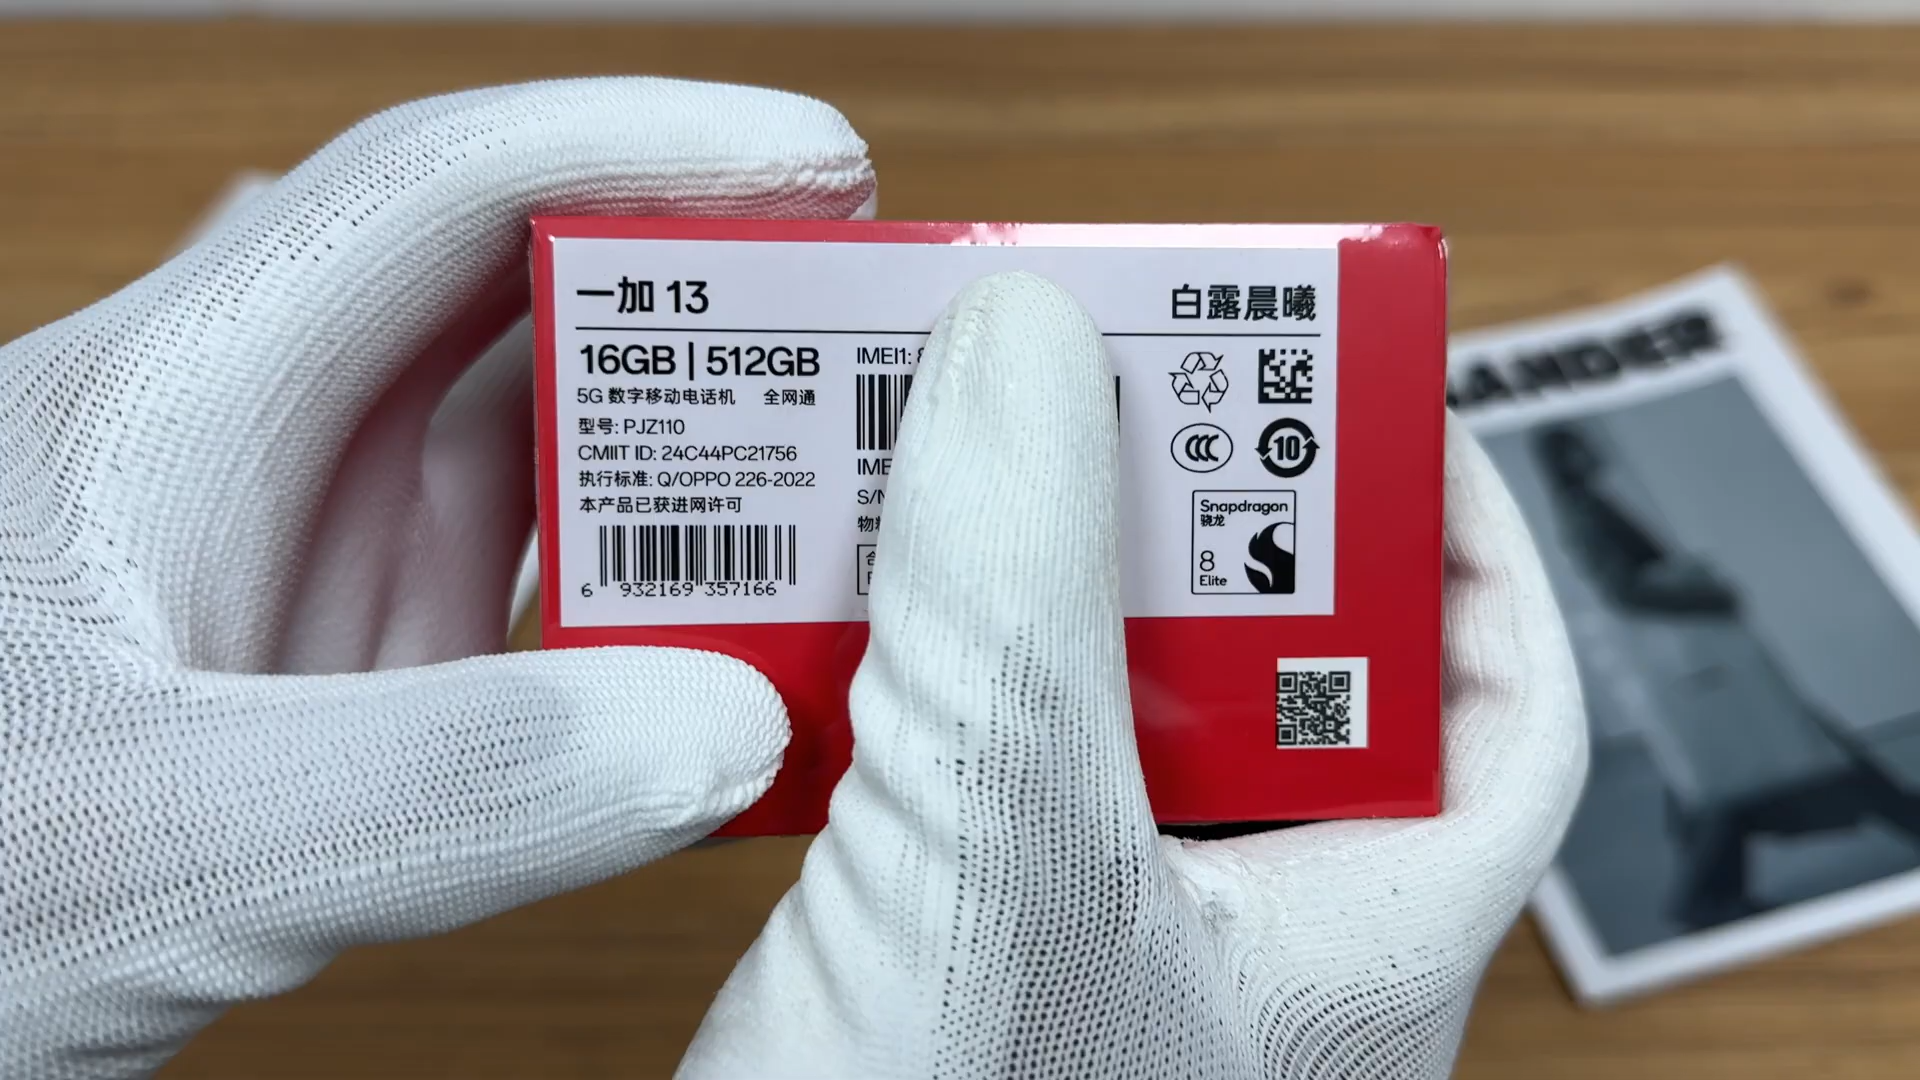 一加 13
白露晨曦
16GB | 512GB
5G 数字移动电话机 全网通
型号: PJZ110
CMIIT ID: 24C44PC21756
执行标准: Q/OPPO 226-2022
本产品已获进网许可
6 932169 357166
IMEI1:
S/N
10
Snapdragon
骁龙
8
Elite